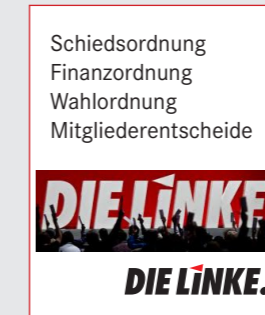 Schiedsordnung
Finanzordnung
Wahlordnung
Mitgliederentscheide
DIE LINKE
DIE LINKE.